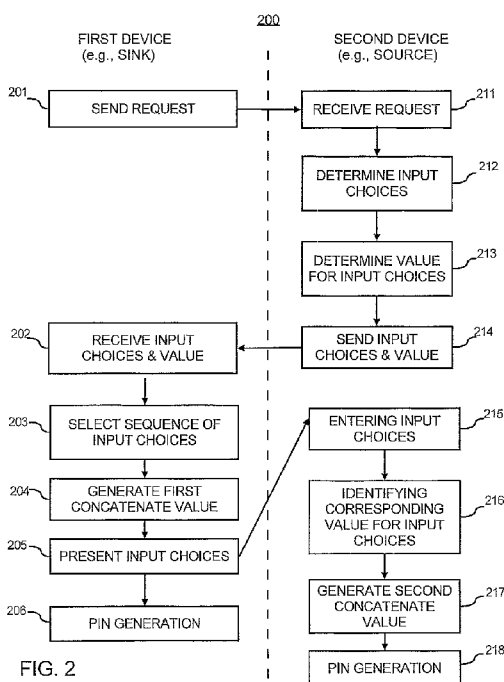 200
FIRST DEVICE
(e.g., SINK)
SECOND DEVICE
(e.g., SOURCE)
201
SEND REQUEST
RECEIVE REQUEST
211
DETERMINE INPUT
CHOICES
212
DETERMINE VALUE
FOR INPUT CHOICES
213
202
RECEIVE INPUT
CHOICES & VALUE
SEND INPUT
CHOICES & VALUE
214
203
SELECT SEQUENCE OF
INPUT CHOICES
ENTERING INPUT
CHOICES
215
204
GENERATE FIRST
CONCATENATE VALUE
IDENTIFYING
CORRESPONDING
VALUE FOR INPUT
CHOICES
216
205
PRESENT INPUT CHOICES
GENERATE SECOND
CONCATENATE
VALUE
217
206
PIN GENERATION
PIN GENERATION
218
FIG. 2